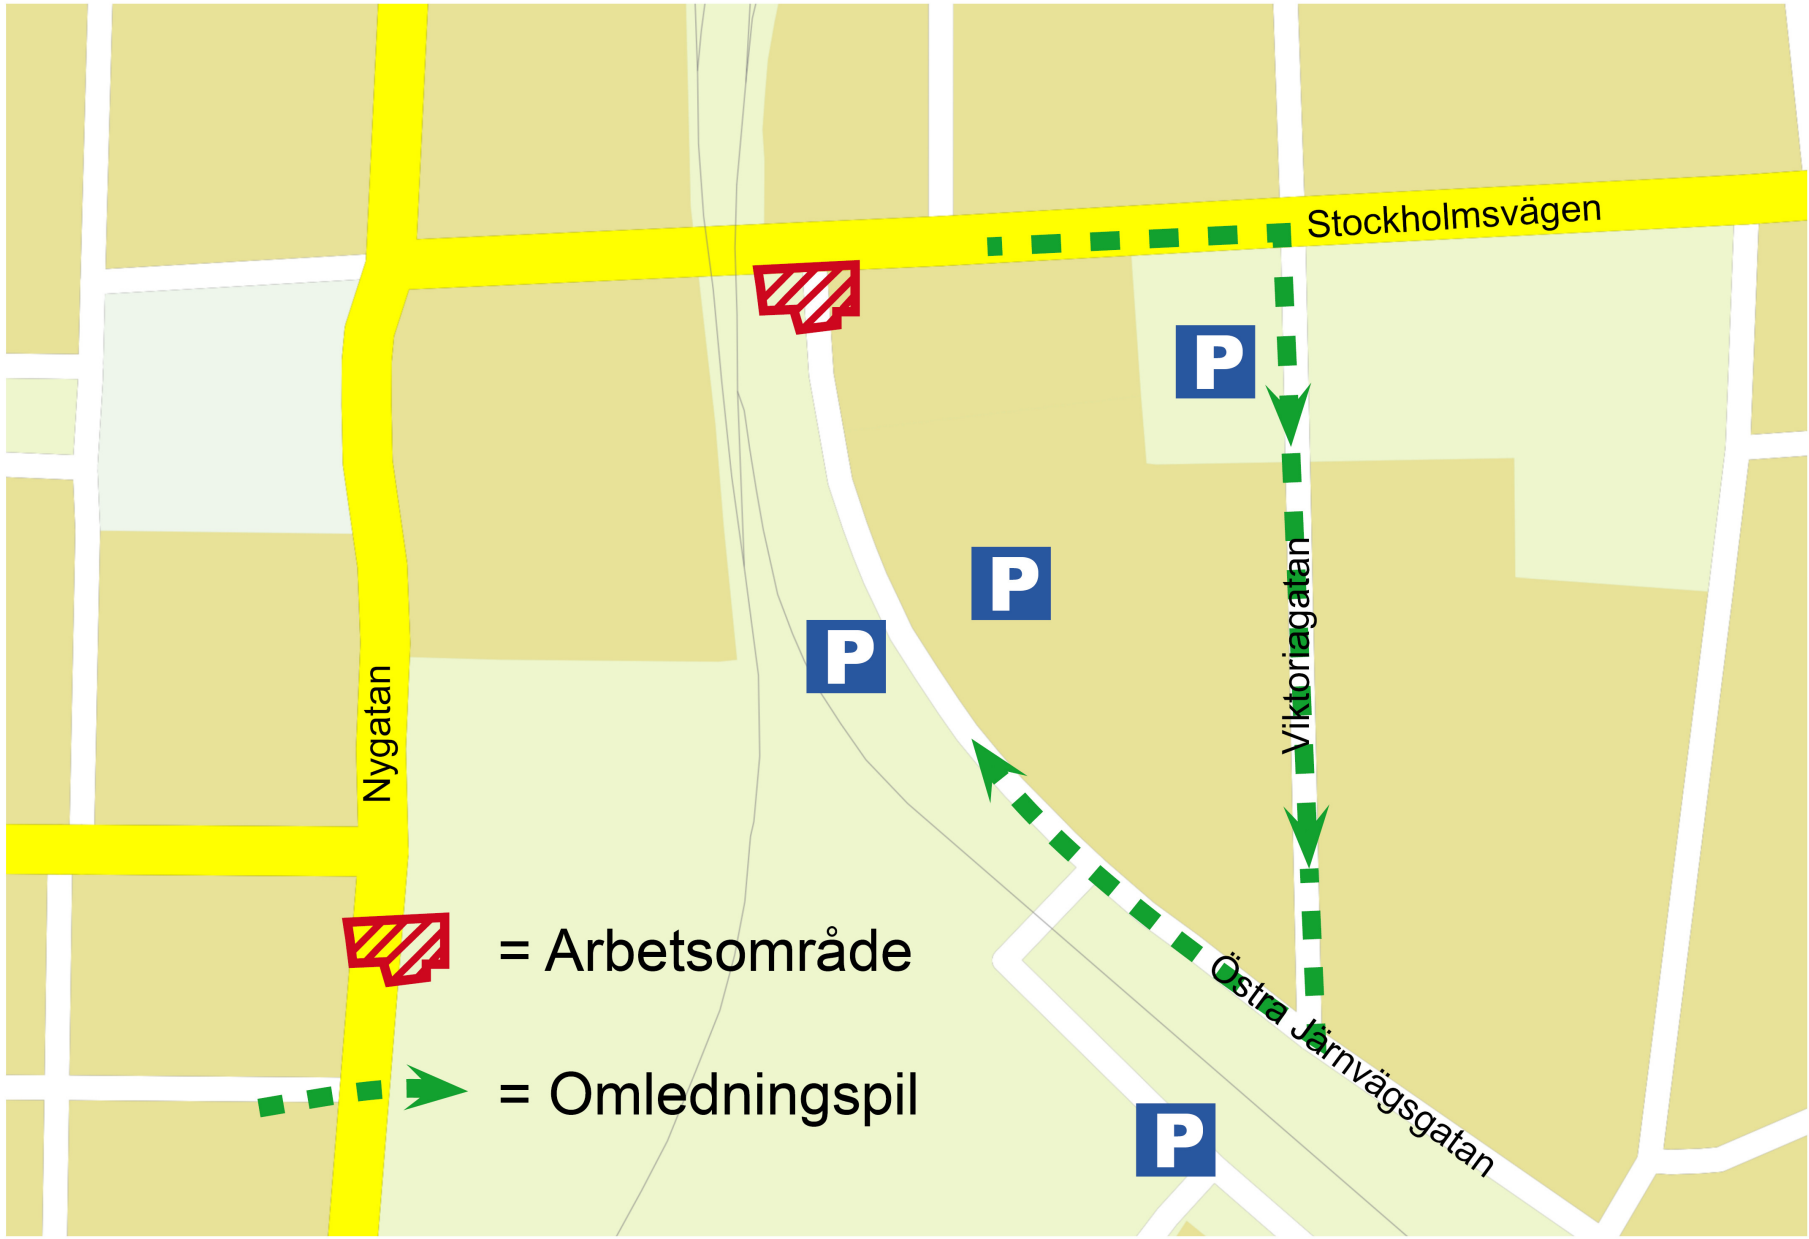 Stockholmsvägen
P
P
P
Viktoriagatan
Nygatan
= Arbetsområde
Östra Järnvägsgatan
= Omledningspil
P